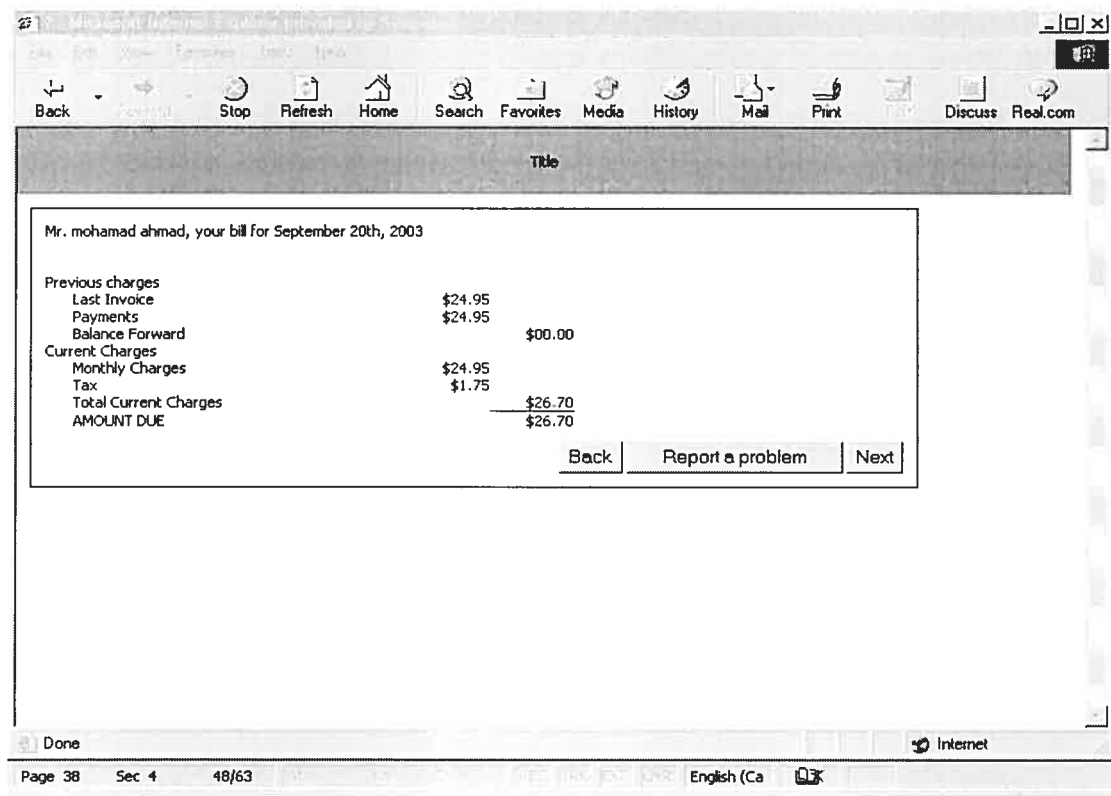 Back Stop Refresh Home Search Favorites Media History Mail Print Discuss Real.com
Title
Mr. mohamad ahmad, your bill for September 20th, 2003
Previous charges
Last Invoice $24.95
Payments $24.95
Balance Forward $00.00
Current Charges
Monthly Charges $24.95
Tax $1.75
Total Current Charges $26.70
AMOUNT DUE $26.70
Back Report a problem Next
Done Internet
Page 38 Sec 4 48/63 English (Ca